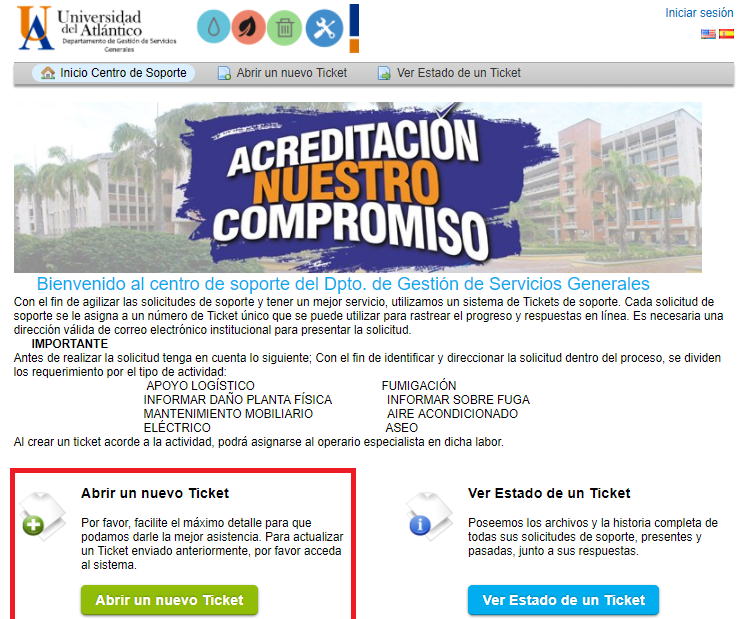 Universidad
del Atlántico
Departamento de Gestión de Servicios
Generales
Iniciar sesión
Inicio Centro de Soporte
Abrir un nuevo Ticket
Ver Estado de un Ticket
ACREDITACIÓN
NUESTRO
COMPROMISO
Bienvenido al centro de soporte del Dpto. de Gestión de Servicios Generales
Con el fin de agilizar las solicitudes de soporte y tener un mejor servicio, utilizamos un sistema de Tickets de soporte. Cada solicitud de
soporte se le asigna a un número de Ticket único que se puede utilizar para rastrear el progreso y respuestas en línea. Es necesaria una
dirección válida de correo electrónico institucional para presentar la solicitud.
IMPORTANTE
Antes de realizar la solicitud tenga en cuenta lo siguiente; Con el fin de identificar y direccionar la solicitud dentro del proceso, se dividen
los requerimiento por el tipo de actividad:
APOYO LOGÍSTICO FUMIGACIÓN
INFORMAR DAÑO PLANTA FÍSICA INFORMAR SOBRE FUGA
MANTENIMIENTO MOBILIARIO AIRE ACONDICIONADO
ELÉCTRICO ASEO
Al crear un ticket acorde a la actividad, podrá asignarse al operario especialista en dicha labor.
Abrir un nuevo Ticket
Por favor, facilite el máximo detalle para que
podamos darle la mejor asistencia. Para actualizar
un Ticket enviado anteriormente, por favor acceda
al sistema.
Abrir un nuevo Ticket
Ver Estado de un Ticket
Poseemos los archivos y la historia completa de
todas sus solicitudes de soporte, presentes y
pasadas, junto a sus respuestas.
Ver Estado de un Ticket